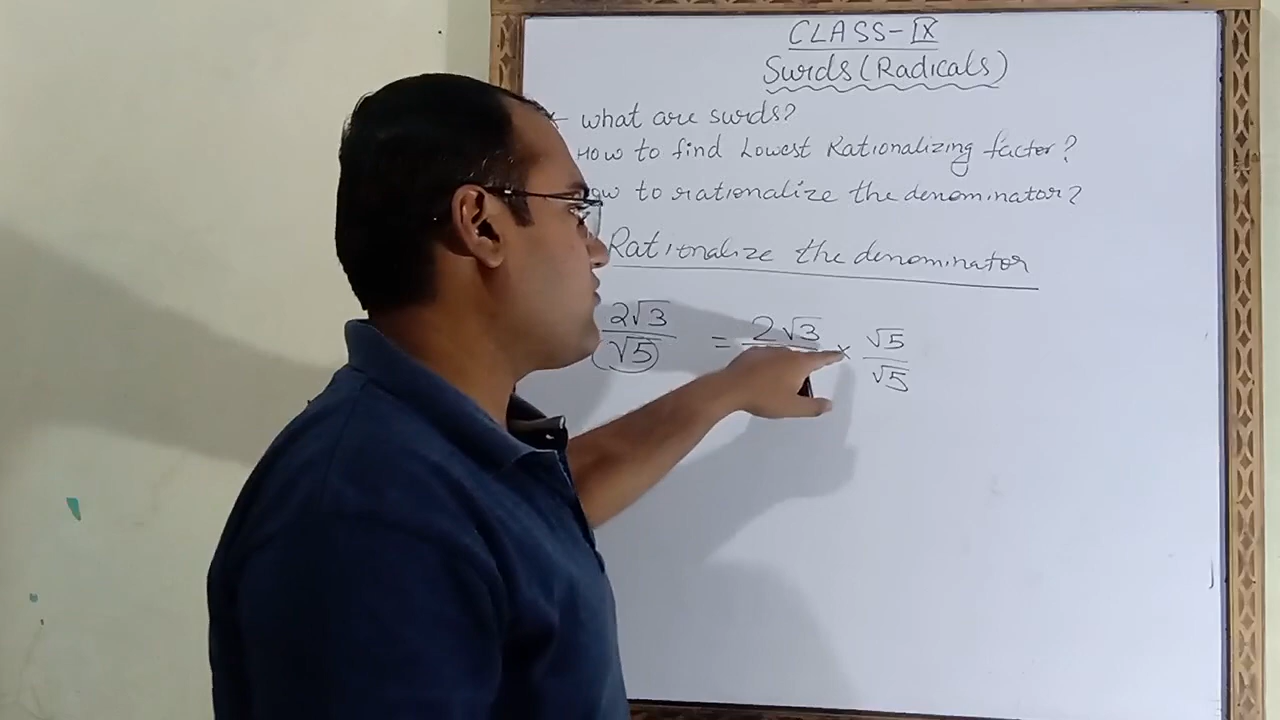 CLASS-IX
Surds (Radicals)
what are surds?
How to find Lowest Rationalizing factor?
to rationalize the denominator?
Rationalize the denominator
2√3/√5 = 2√3 × √5/√5